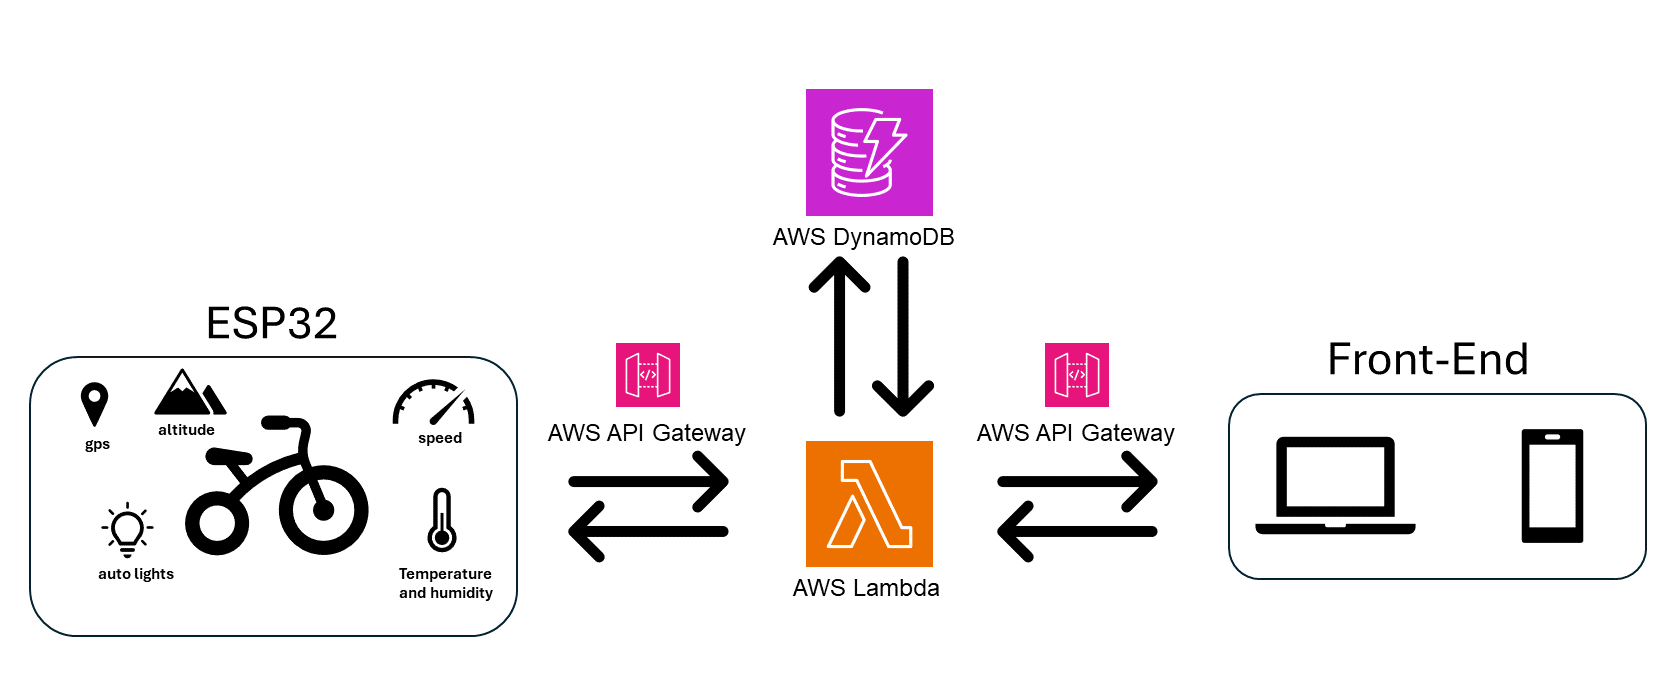 AWS DynamoDB
ESP32
gps
altitude
speed
auto lights
Temperature
and humidity
AWS API Gateway
</>
AWS Lambda
AWS API Gateway
</>
Front-End